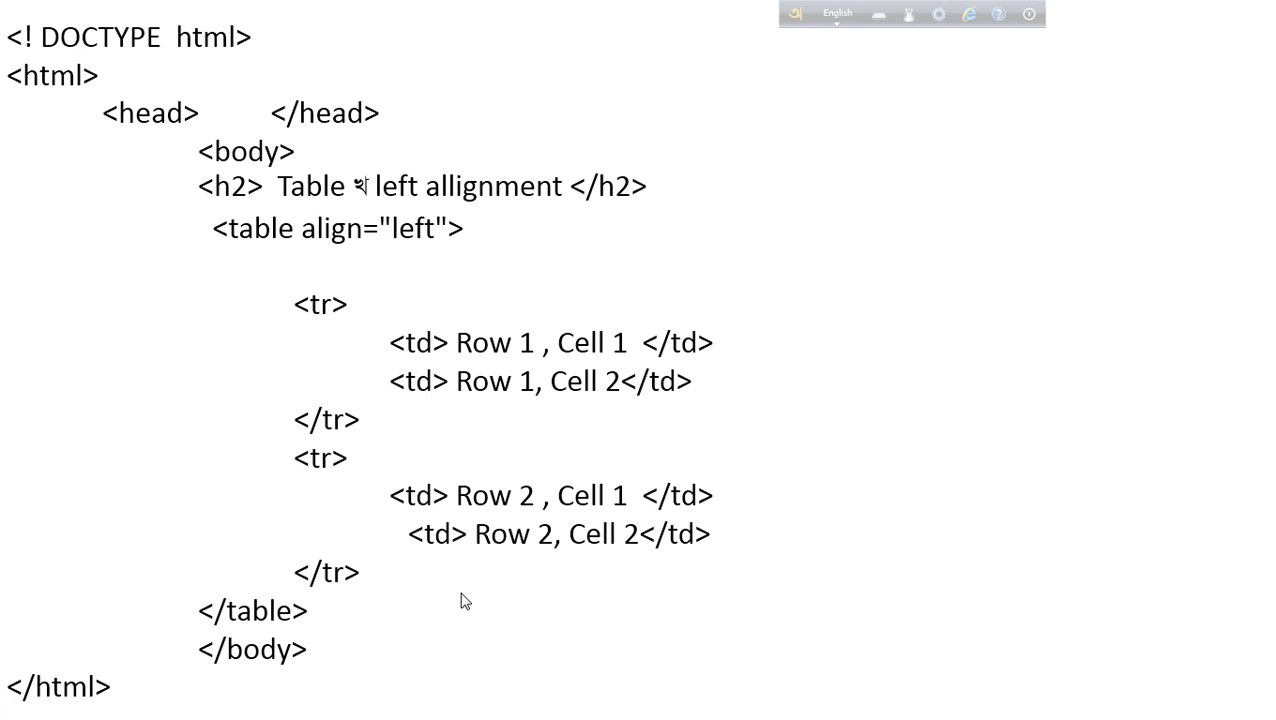 English
<! DOCTYPE  html>
<html>
<head>          </head>
<body>
<h2>  Table খ left allignment </h2>
<table align="left">
<tr>
<td> Row 1 , Cell 1  </td>
<td> Row 1, Cell 2</td>
</tr>
<tr>
<td> Row 2 , Cell 1  </td>
<td> Row 2, Cell 2</td>
</tr>
</table>
</body>
</html>